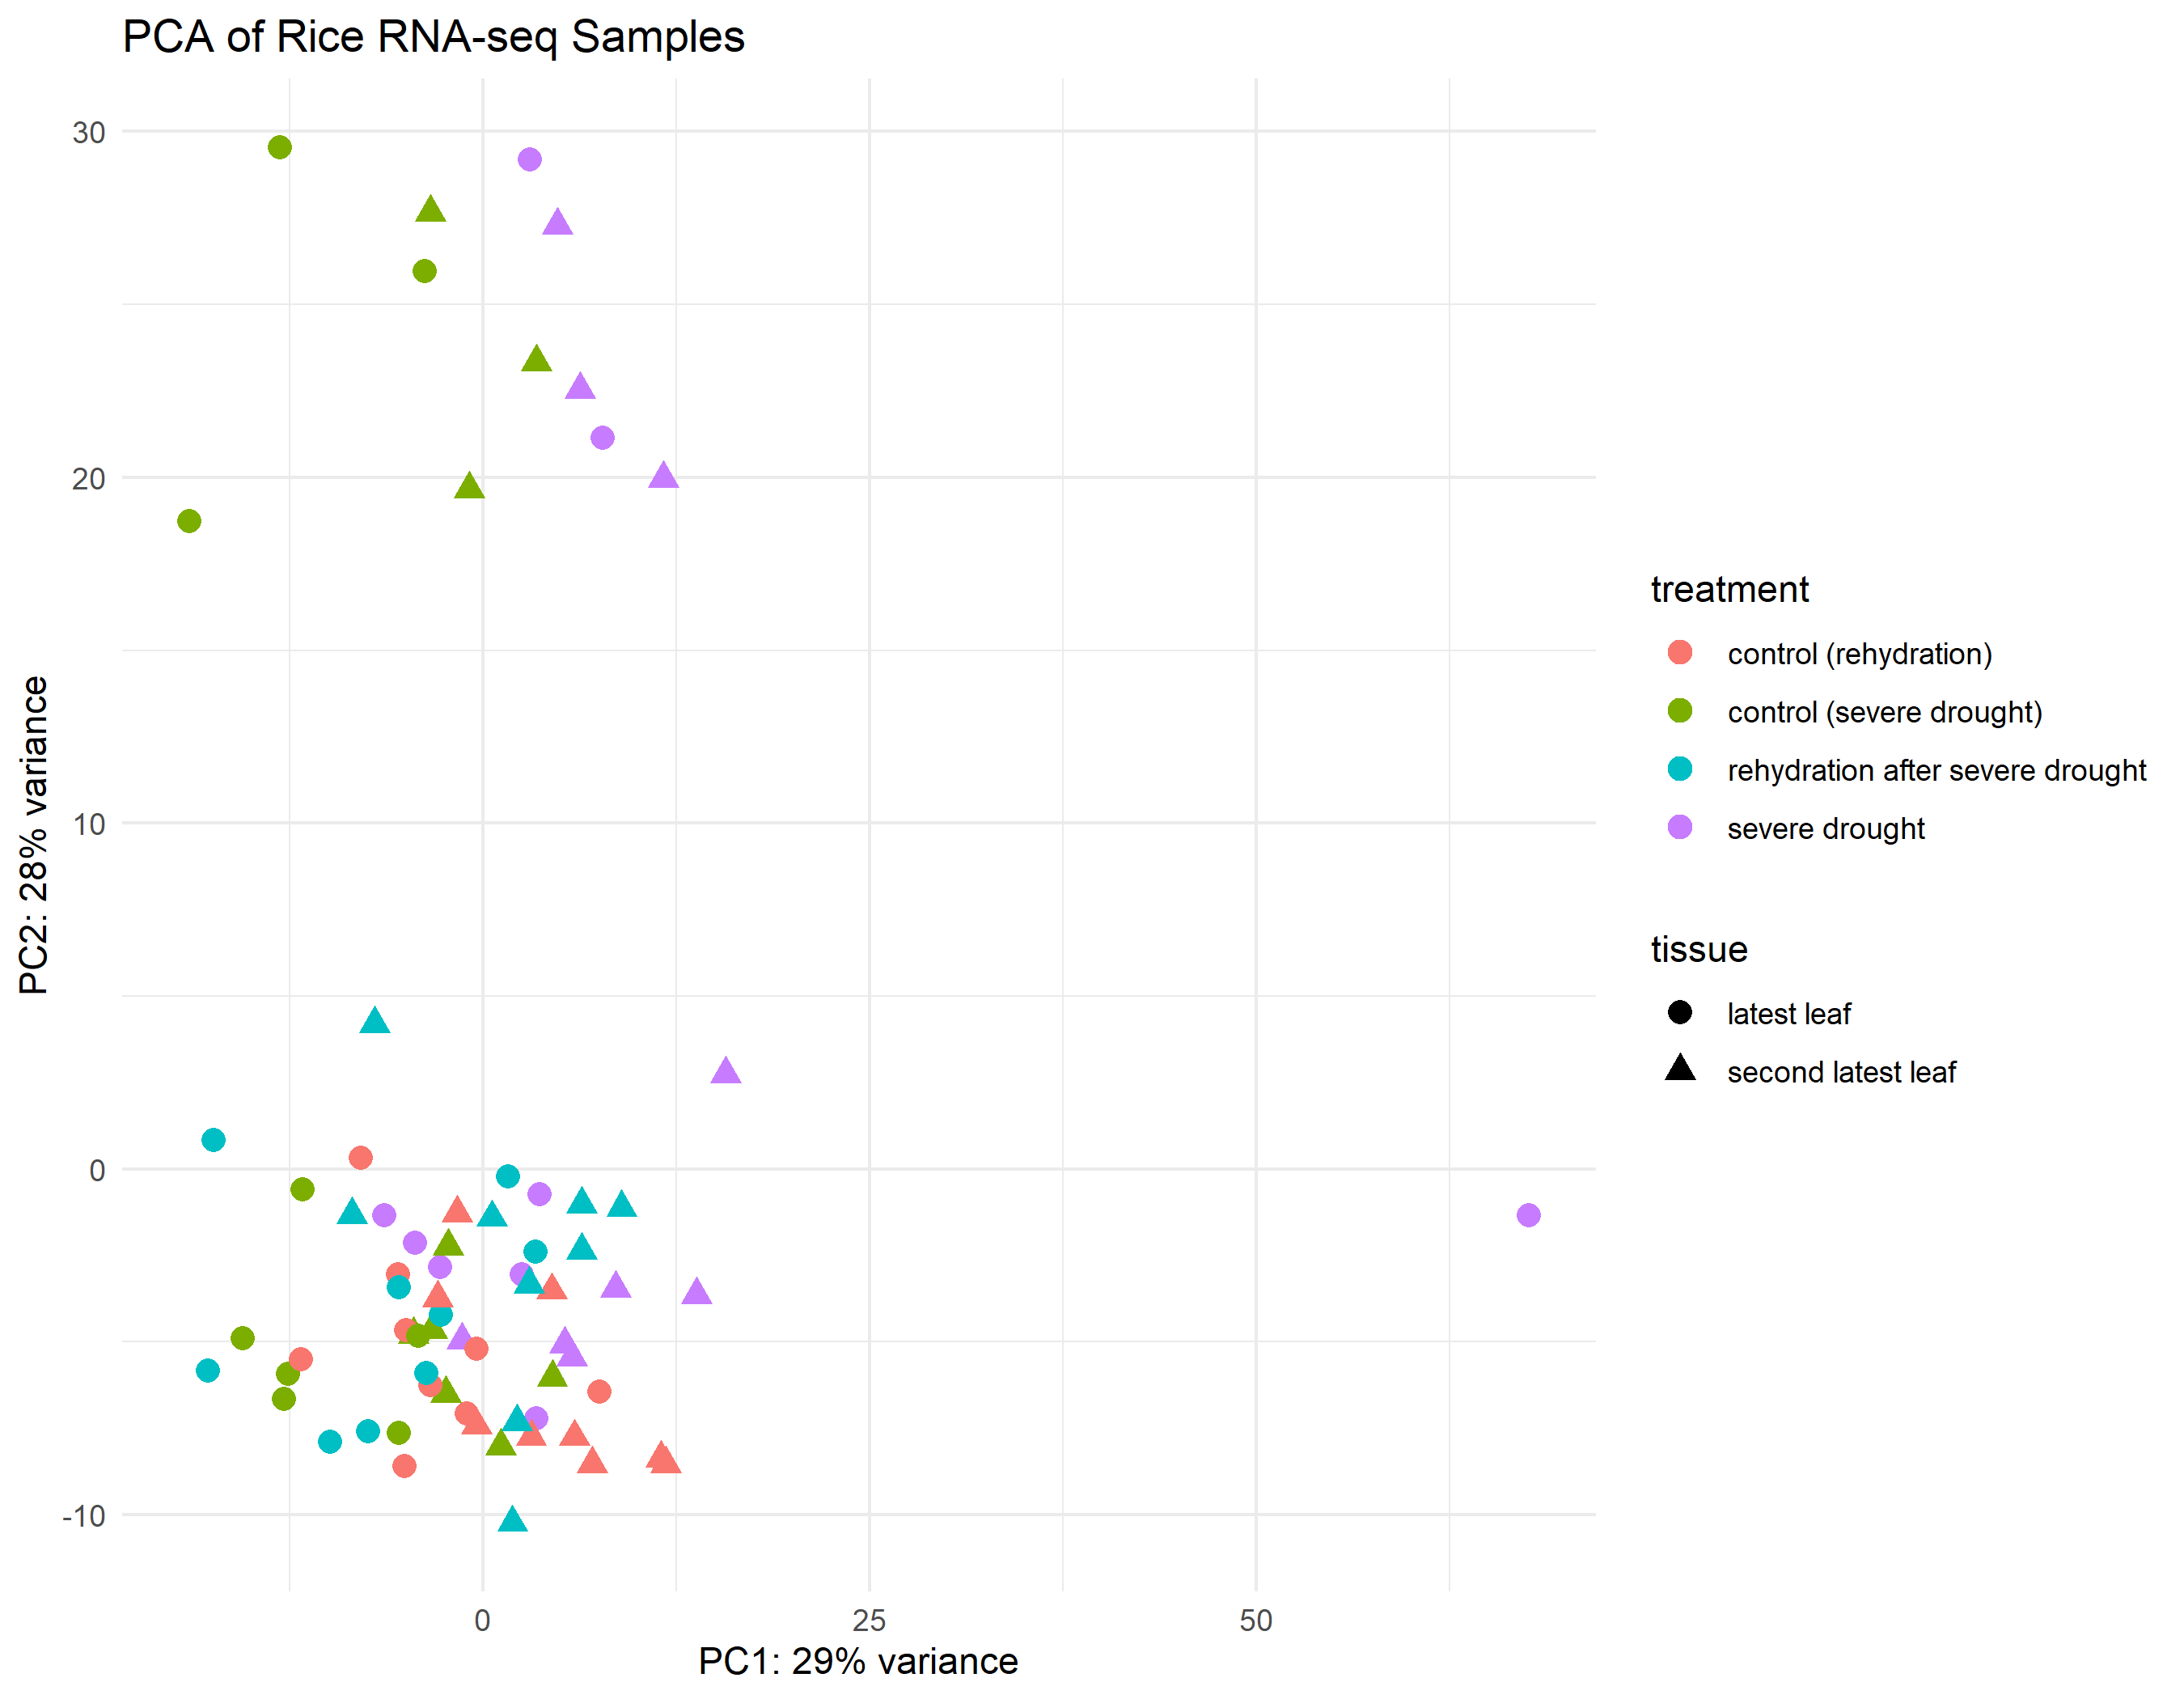 PCA of Rice RNA-seq Samples
30
20
10
0
-10
PC2: 28% variance
0
25
50
PC1: 29% variance
treatment
control (rehydration)
control (severe drought)
rehydration after severe drought
severe drought
tissue
latest leaf
second latest leaf